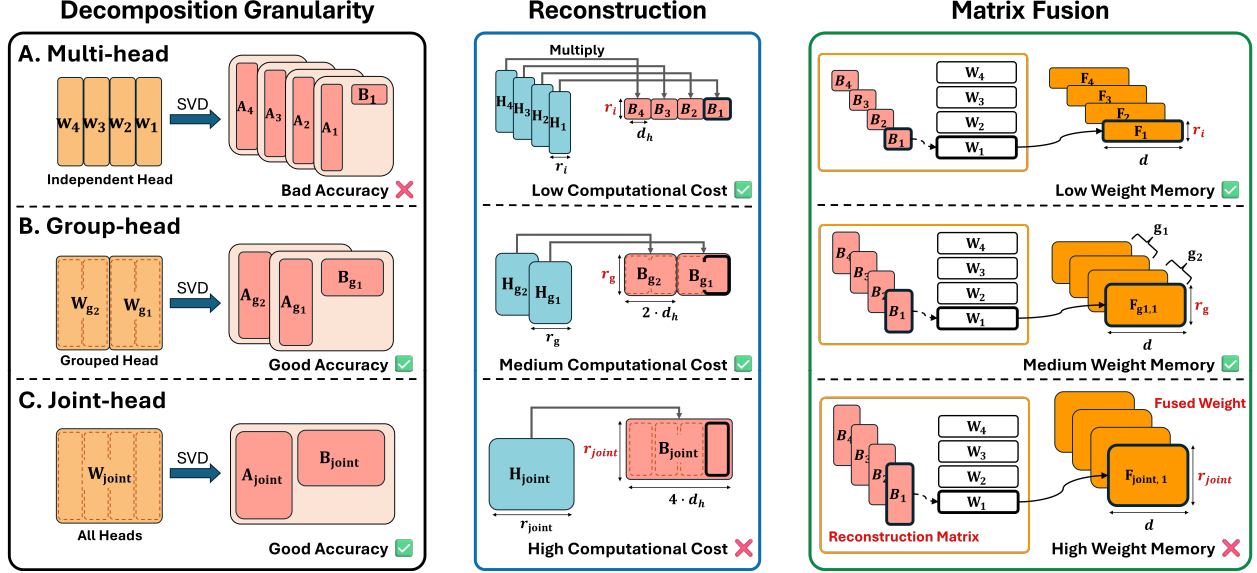 Decomposition Granularity
Reconstruction
Matrix Fusion
A. Multi-head
W4 W3 W2 W1
SVD
A4 A3 A2 A1
B1
Independent Head
Bad Accuracy ❌
Multiply
H4 H3 H2 H1
ri
B4 B3 B2 B1
dh
ri
Low Computational Cost ✅
B4 B3 B2 B1
W4
W3
W2
W1
F4
F3
F2
F1
ri
d
Low Weight Memory ✅
B. Group-head
Wg2 Wg1
SVD
Ag2 Ag1
Bg1
Grouped Head
Good Accuracy ✅
Hg2 Hg1
rg
Bg2 Bg1
2 · dh
rg
Medium Computational Cost ✅
B4 B3 B2 B1
W4
W3
W2
W1
g1
g2
Fg1,1
rg
d
Medium Weight Memory ✅
C. Joint-head
Wjoint
SVD
Ajoint
Bjoint
All Heads
Good Accuracy ✅
Hjoint
rjoint
rjoint
Bjoint
4 · dh
High Computational Cost ❌
B4 B3 B2 B1
W4
W3
W2
W1
Reconstruction Matrix
Fused Weight
Fjoint, 1
rjoint
d
High Weight Memory ❌